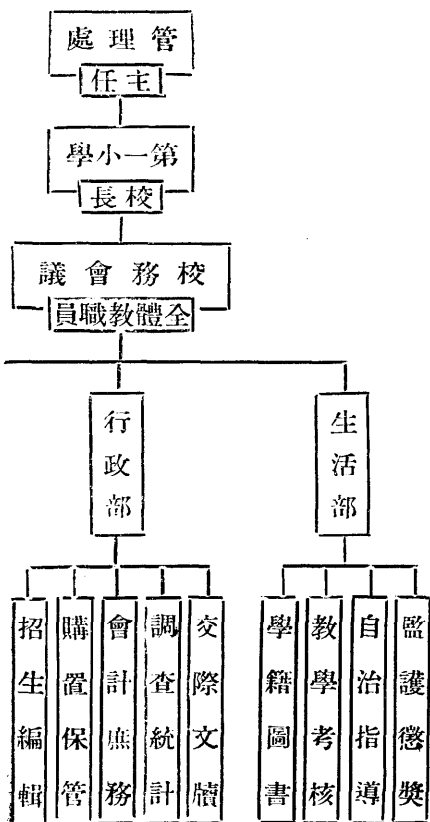 管理處
主任
第一小學
校長
校務會議
全體教職員
生活部
行政部
監護懲獎
自治指導
教學考核
學籍圖書
交際文牘
調查統計
會計庶務
購置保管
招生編輯